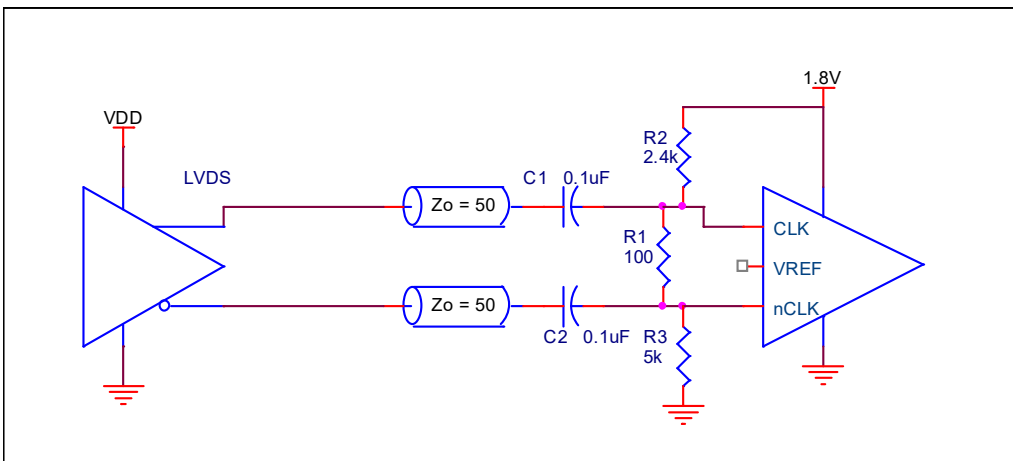 1.8V
VDD
R2
2.4k
LVDS
C1 0.1uF
Zo = 50
R1
100
CLK
VREF
nCLK
Zo = 50
C2 0.1uF
R3
5k